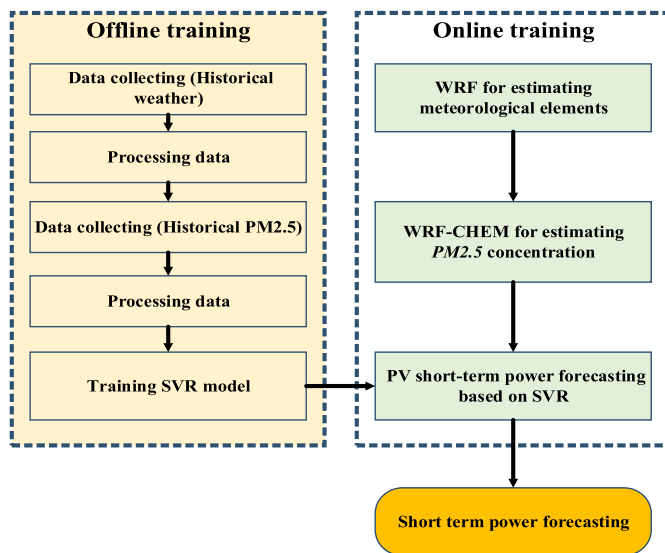 Offline training
Data collecting (Historical
weather)
Processing data
Data collecting (Historical PM2.5)
Processing data
Training SVR model
Online training
WRF for estimating
meteorological elements
WRF-CHEM for estimating
PM2.5 concentration
PV short-term power forecasting
based on SVR
Short term power forecasting